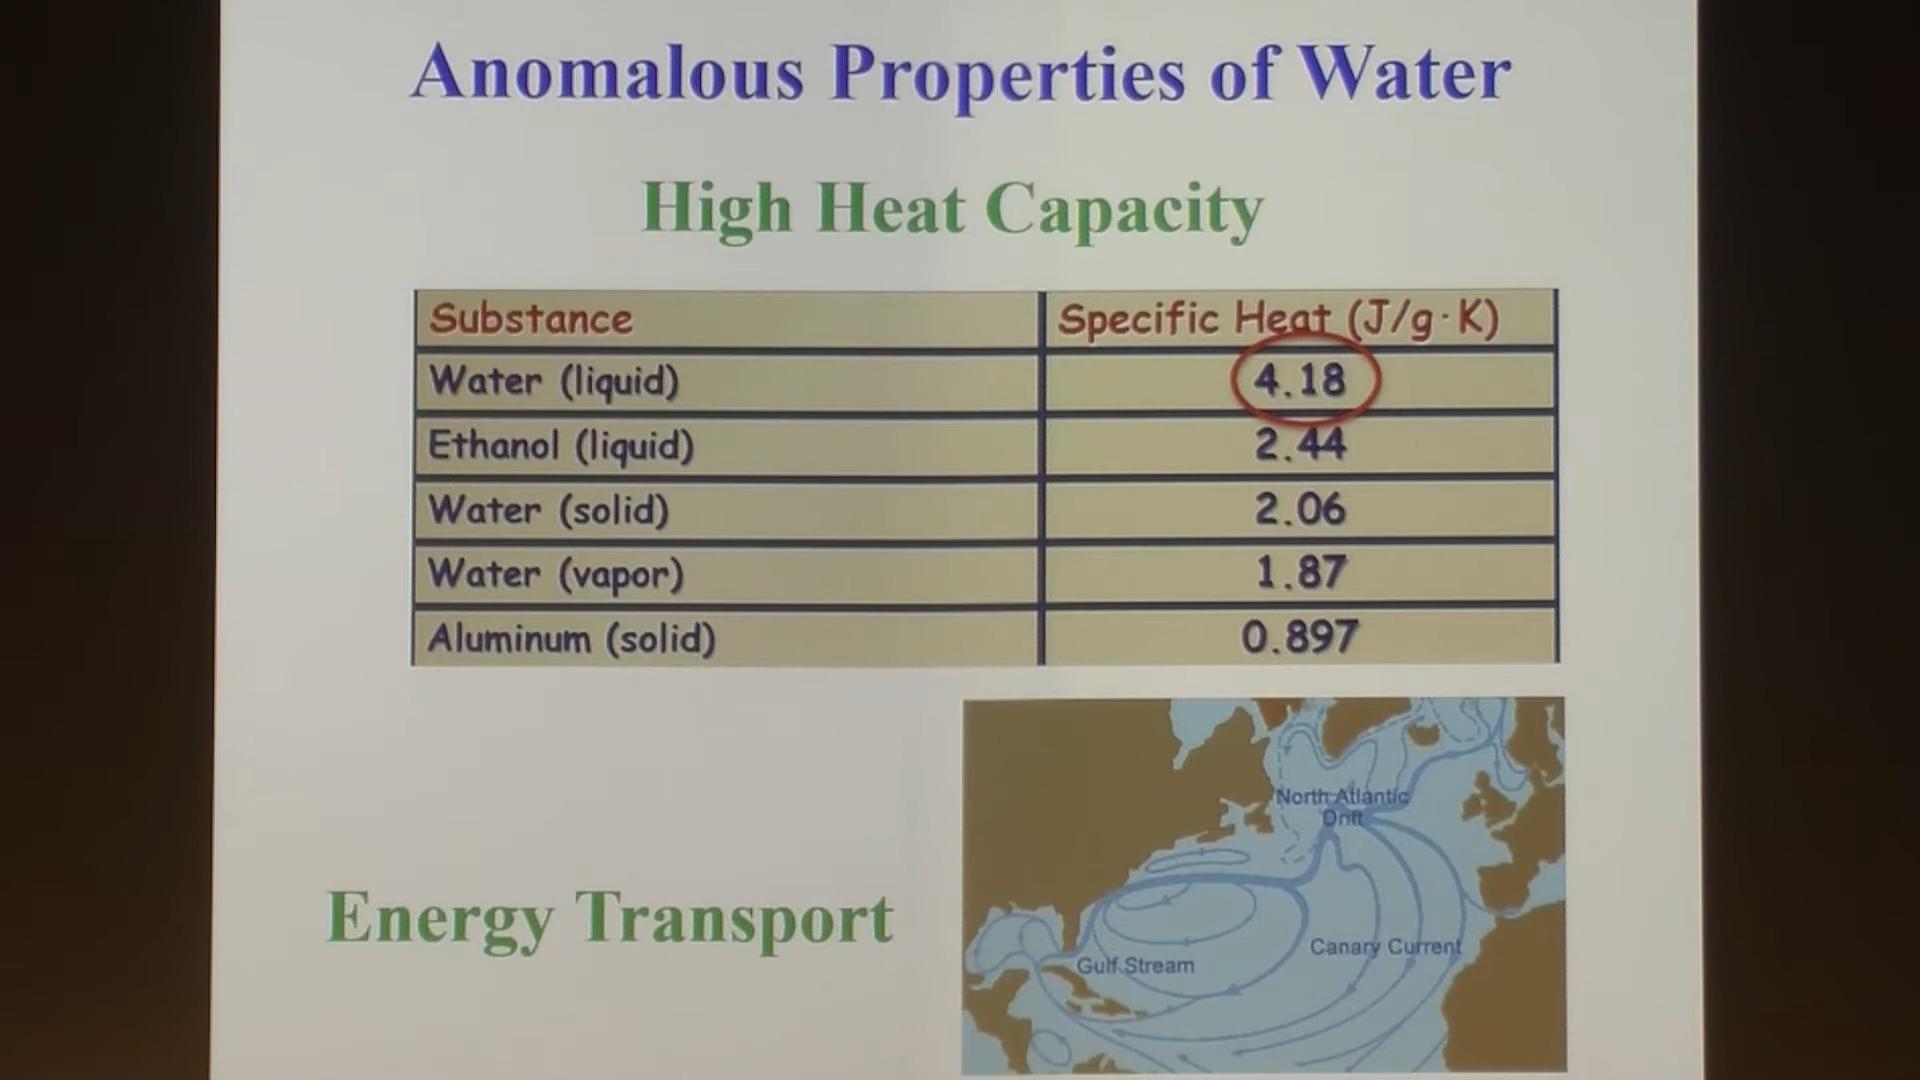 Anomalous Properties of Water
High Heat Capacity
Substance Specific Heat (J/g·K)
Water (liquid) 4.18
Ethanol (liquid) 2.44
Water (solid) 2.06
Water (vapor) 1.87
Aluminum (solid) 0.897
North Atlantic
Drift
Canary Current
Gulf Stream
Energy Transport